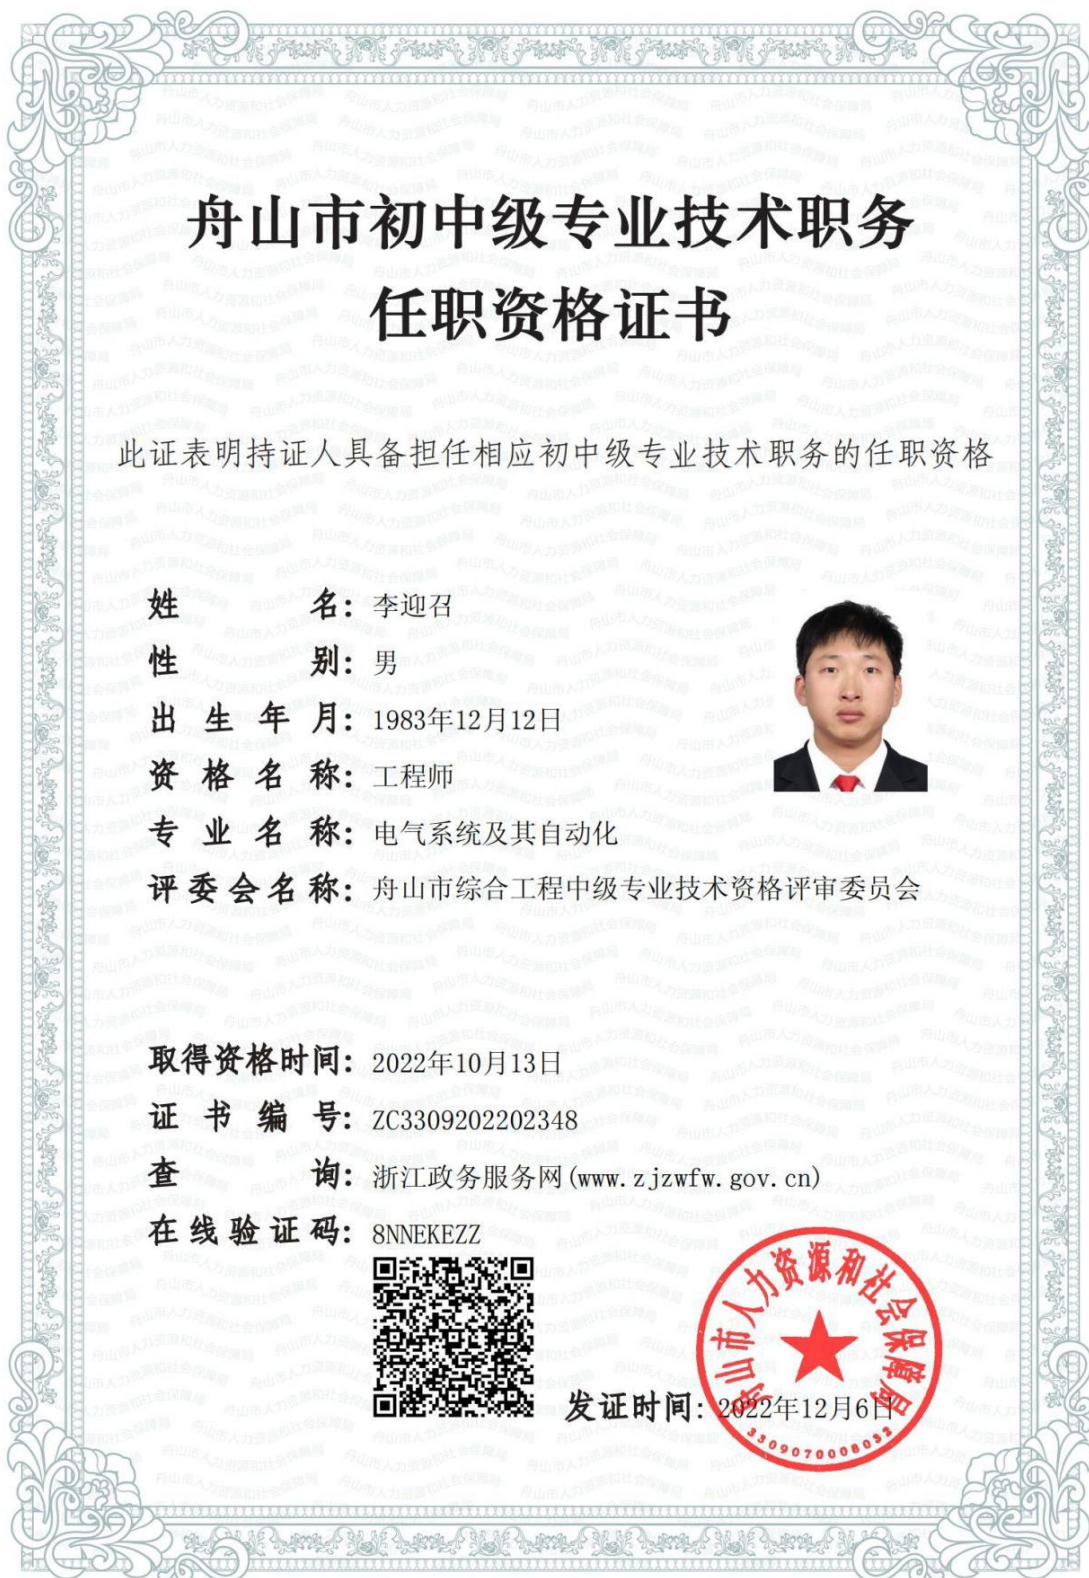 舟山市初中级专业技术职务
任职资格证书
此证表明持证人具备担任相应初中级专业技术职务的任职资格
姓名：李迎召
性别：男
出生年月：1983年12月12日
资格名称：工程师
专业名称：电气系统及其自动化
评委会名称：舟山市综合工程中级专业技术资格评审委员会
取得资格时间：2022年10月13日
证书编号：ZC3309202202348
查询：浙江政务服务网(www.zjzwfw.gov.cn)
在线验证码：8NNEKEZZ
舟山市人力资源和社会保障局
发证时间：2022年12月6日
3309070008032